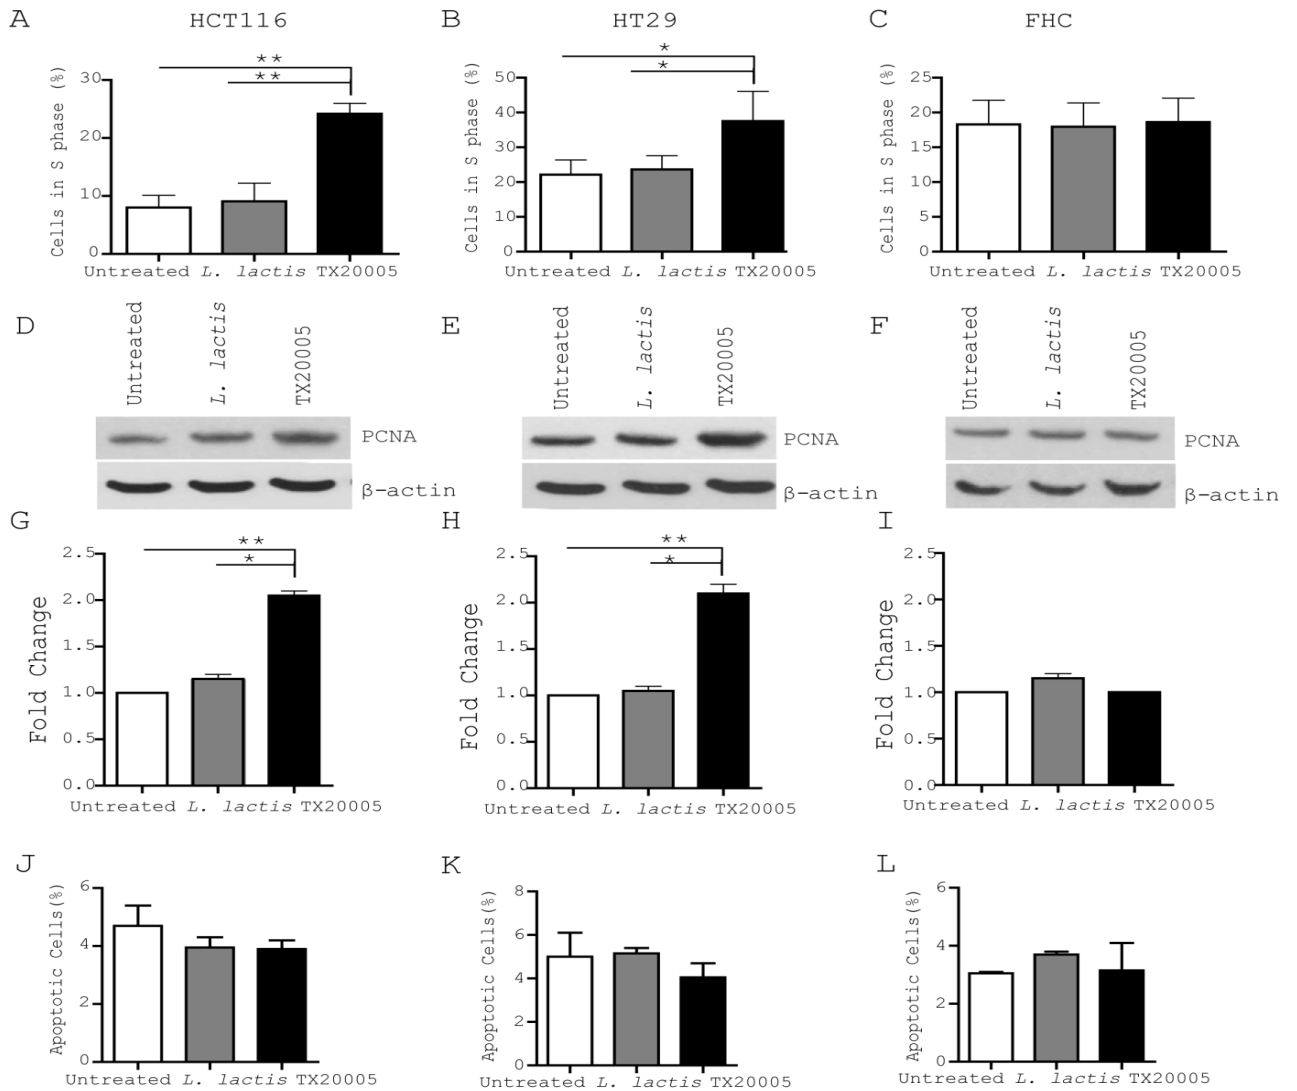 A HCT116
B HT29
C FHC
Cells in S phase (%)
30
20
10
0
**
**
Untreated L. lactis TX20005
Cells in S phase (%)
50
40
30
20
10
0
*
*
Untreated L. lactis TX20005
Cells in S phase (%)
25
20
15
10
5
0
Untreated L. lactis TX20005
D
Untreated
L. lactis
TX20005
PCNA
β-actin
E
Untreated
L. lactis
TX20005
PCNA
β-actin
F
Untreated
L. lactis
TX20005
PCNA
β-actin
G
Fold Change
2.5
2.0
1.5
1.0
0.5
0.0
**
*
Untreated L. lactis TX20005
H
Fold Change
2.5
2.0
1.5
1.0
0.5
0.0
**
*
Untreated L. lactis TX20005
I
Fold Change
2.5
2.0
1.5
1.0
0.5
0.0
Untreated L. lactis TX20005
J
Apoptotic Cells(%)
6
4
2
0
Untreated L. lactis TX20005
K
Apoptotic Cells(%)
8
6
4
2
0
Untreated L. lactis TX20005
L
Apoptotic Cells(%)
6
4
2
0
Untreated L. lactis TX20005